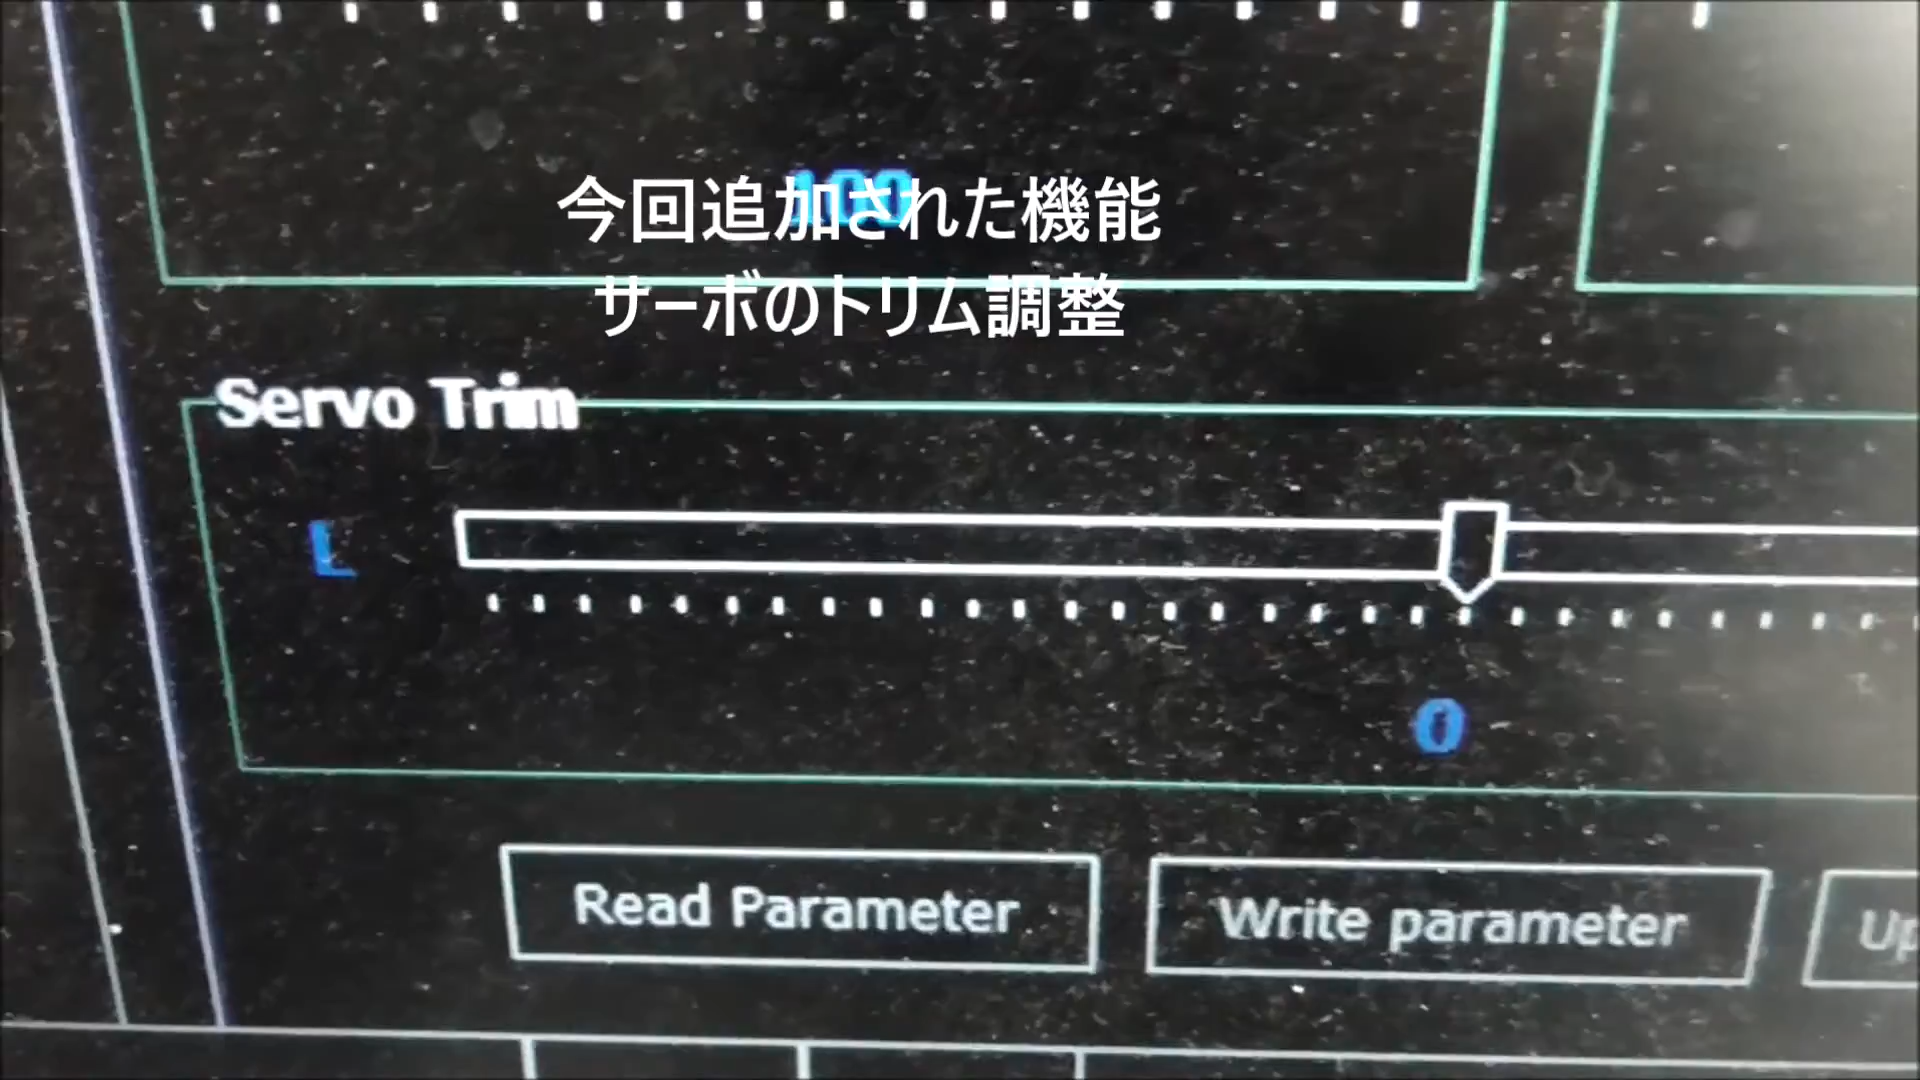 100
今回追加された機能
サーボのトリム調整
Servo Trim
L
0
Read Parameter
Write parameter